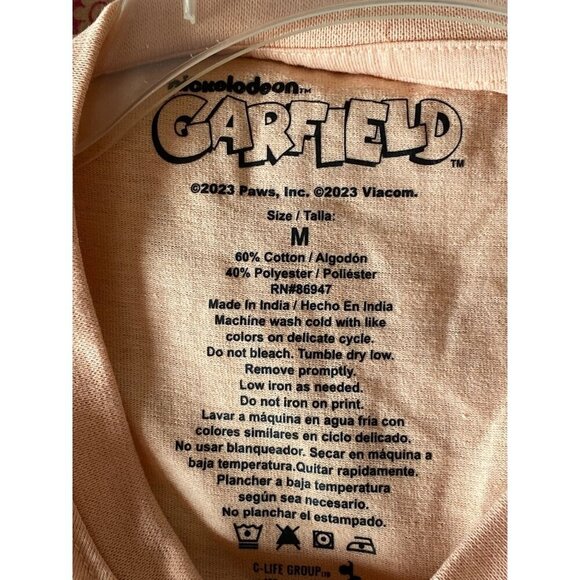 nickelodeon™
GARFIELD™
©2023 Paws, Inc. ©2023 Viacom.
Size / Talla:
M
60% Cotton / Algodón
40% Polyester / Poliéster
RN#86947
Made In India / Hecho En India
Machine wash cold with like
colors on delicate cycle.
Do not bleach. Tumble dry low.
Remove promptly.
Low iron as needed.
Do not iron on print.
Lavar a máquina en agua fría con
colores similares en ciclo delicado.
No usar blanqueador. Secar en máquina a
baja temperatura.Quitar rapidamente.
Plancher a baja temperatura
según sea necesario.
No planchar el estampado.
C-LIFE GROUP